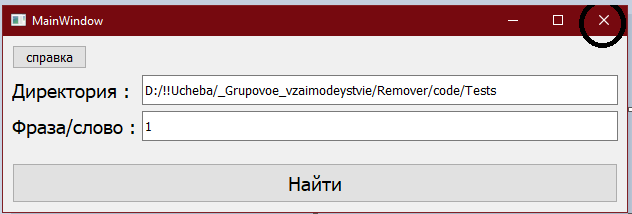 MainWindow
справка
Директория : D:/!!Ucheba/_Grupovoe_vzaimodeystvie/Remover/code/Tests
Фраза/слово : 1
Найти